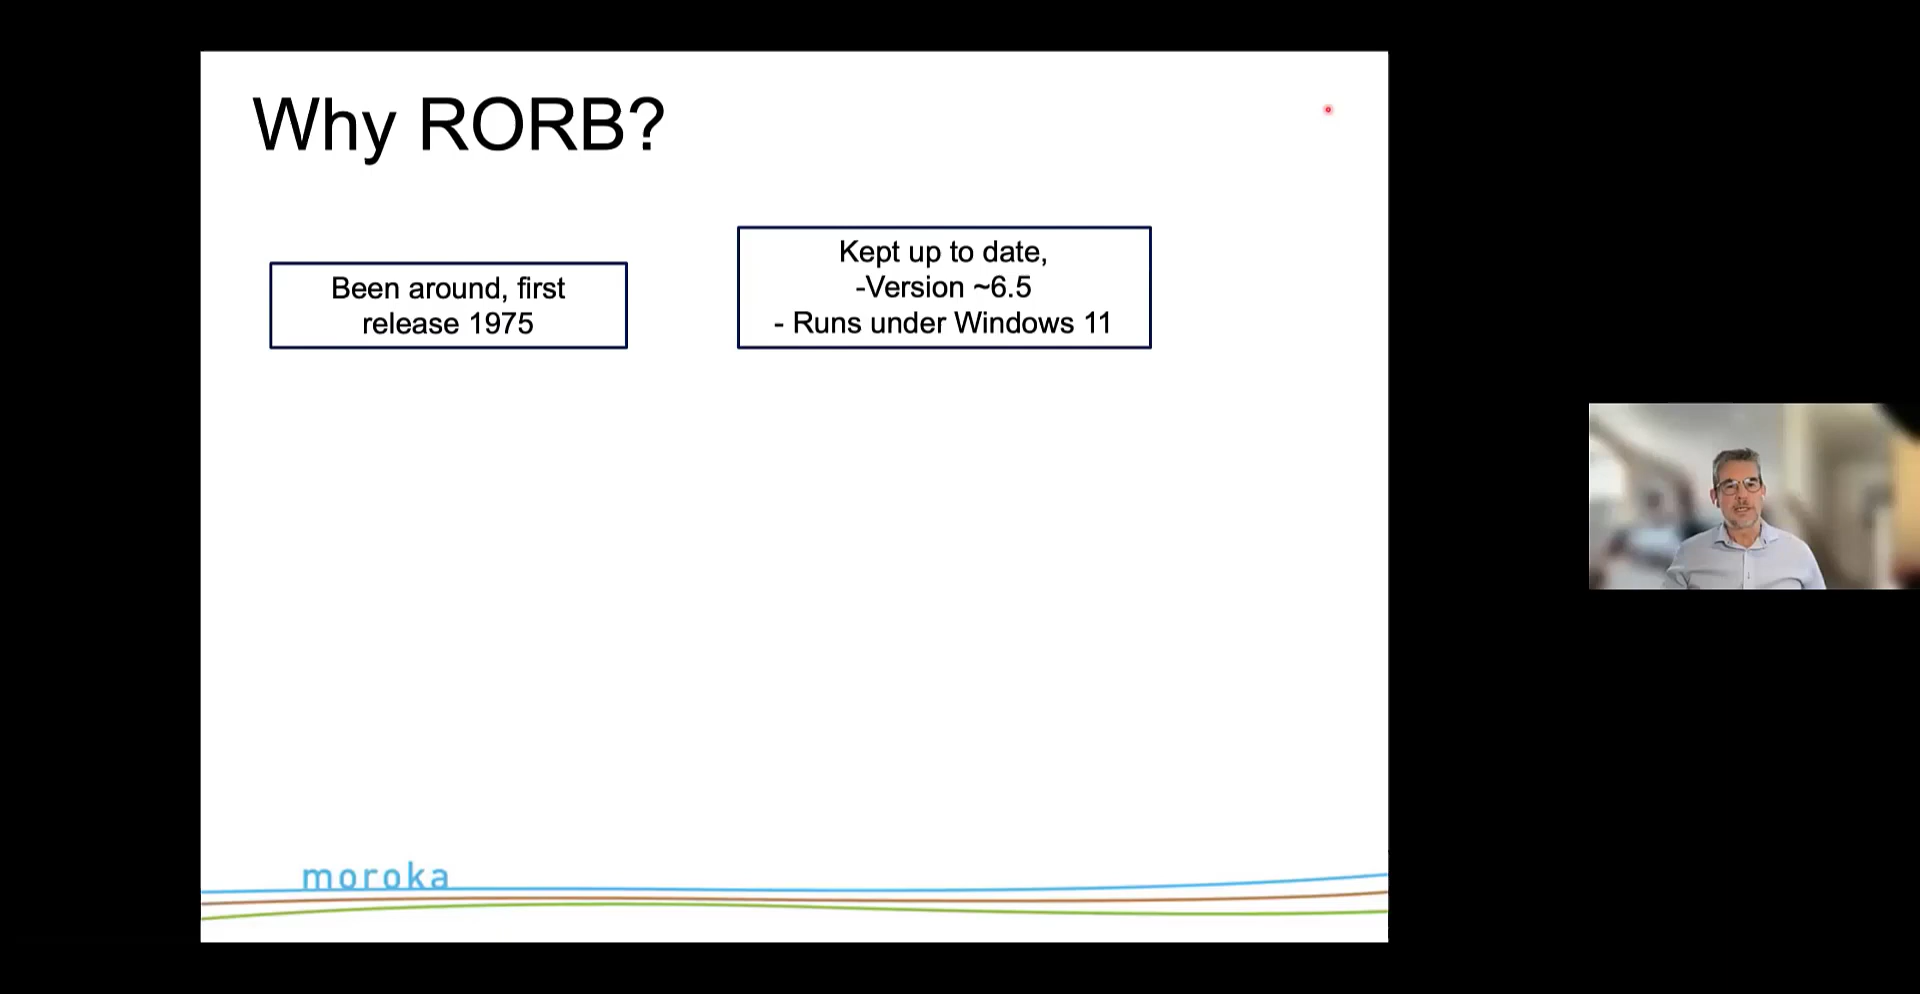 Why RORB?
Been around, first
release 1975
Kept up to date,
-Version ~6.5
- Runs under Windows 11
moroka